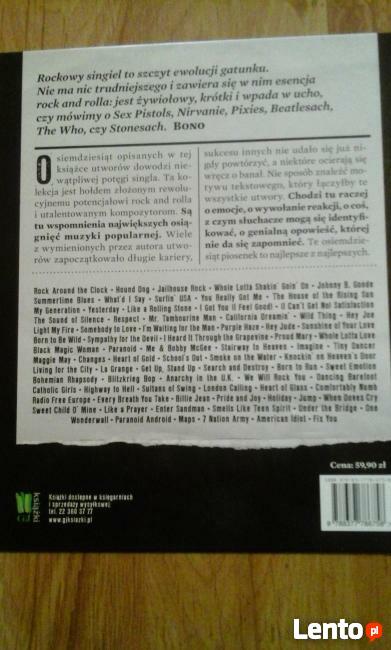 Rockowy singiel to szczyt ewolucji gatunku.
Nie ma nic trudniejszego i zawiera się w nim esencja
rock and rolla: jest żywiołowy, krótki i wpada w ucho,
czy mówimy o Sex Pistols, Nirvanie, Pixies, Beatlesach,
The Who, czy Stonesach. BONO
Osiemdziesiąt opisanych w tej
książce utworów dowodzi nie-
wątpliwej potęgi singla. Ta ko-
lekcja jest hołdem złożonym rewolu-
cyjnemu potencjałowi rock and rolla
i utalentowanym kompozytorom. Są
tu wspomnienia największych osią-
gnięć muzyki popularnej. Wiele
z wymienionych przez autora utwo-
rów zapoczątkowało długie kariery,
sukcesu innych nie udało się już ni-
gdy powtórzyć, a niektóre ocierają się
wręcz o banał. Nie sposób znaleźć mo-
tywu tekstowego, który łączyłby te
wszystkie utwory. Chodzi tu raczej
o emocje, o wywołanie reakcji, o coś,
z czym słuchacze mogą się identyfi-
kować, o genialną opowieść, której
nie da się zapomnieć. Te osiemdzie-
siąt piosenek to najlepsze z najlepszych.
Rock Around the Clock • Hound Dog • Jailhouse Rock • Whole Lotta Shakin' Goin' On • Johnny B. Goode
Summertime Blues • What'd I Say • Surfin' USA • You Really Got Me • The House of the Rising Sun
My Generation • Yesterday • Like a Rolling Stone • I Got You (I Feel Good) • (I Can't Get No) Satisfaction
The Sound of Silence • Respect • Mr. Tambourine Man • California Dreamin' • Wild Thing • Hey Joe
Light My Fire • Somebody to Love • I'm Waiting for the Man • Purple Haze • Hey Jude • Sunshine of Your Love
Born to Be Wild • Sympathy for the Devil • I Heard It Through the Grapevine • Proud Mary • Whole Lotta Love
Black Magic Woman • Paranoid • Me & Bobby McGee • Stairway to Heaven • Imagine • Tiny Dancer
Maggie May • Changes • Heart of Gold • School's Out • Smoke on the Water • Knockin' on Heaven's Door
Living for the City • La Grange • Get Up, Stand Up • Search and Destroy • Born to Run • Sweet Emotion
Bohemian Rhapsody • Blitzkrieg Bop • Anarchy in the U.K. • We Will Rock You • Dancing Barefoot
Catholic Girls • Highway to Hell • Sultans of Swing • London Calling • Heart of Glass • Comfortably Numb
Radio Free Europe • Every Breath You Take • Billie Jean • Pride and Joy • Holiday • Jump • When Doves Cry
Sweet Child O' Mine • Like a Prayer • Enter Sandman • Smells Like Teen Spirit • Under the Bridge • One
Wonderwall • Paranoid Android • Maps • 7 Nation Army • American Idiot • Fix You
Cena: 59,90 zł
G+J
książki
Książki dostępne w księgarniach
i sprzedaży wysyłkowej:
tel. 22 360 37 77
www.gjksiazki.pl
Lento.pl